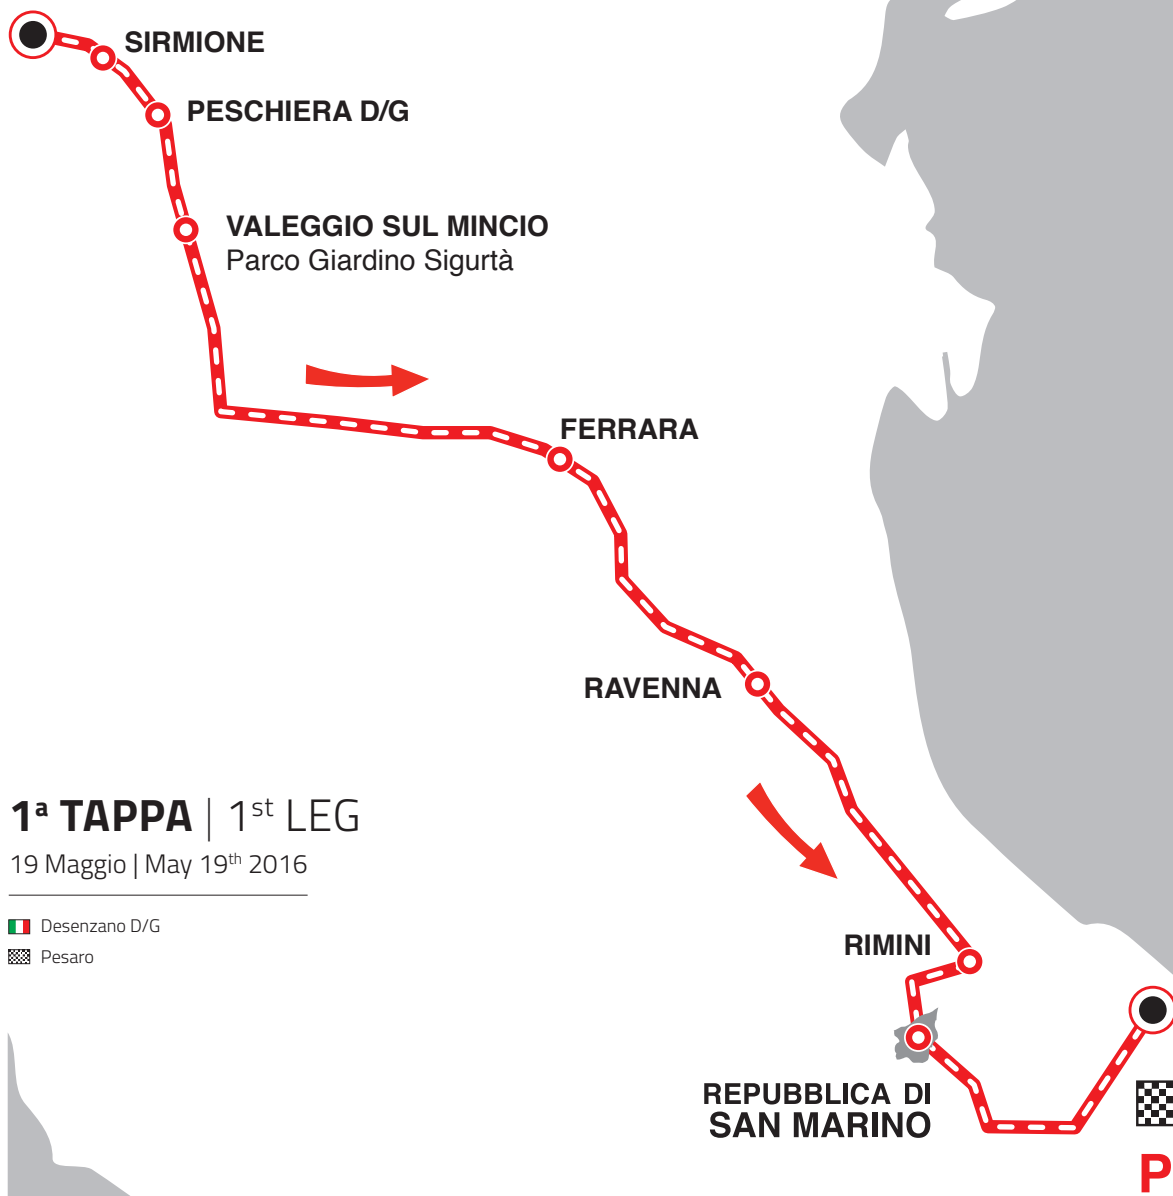 SIRMIONE
PESCHIERA D/G
VALEGGIO SUL MINCIO
Parco Giardino Sigurtà
FERRARA
RAVENNA
1ª TAPPA | 1st LEG
19 Maggio | May 19th 2016
Desenzano D/G
Pesaro
RIMINI
REPUBBLICA DI
SAN MARINO
P